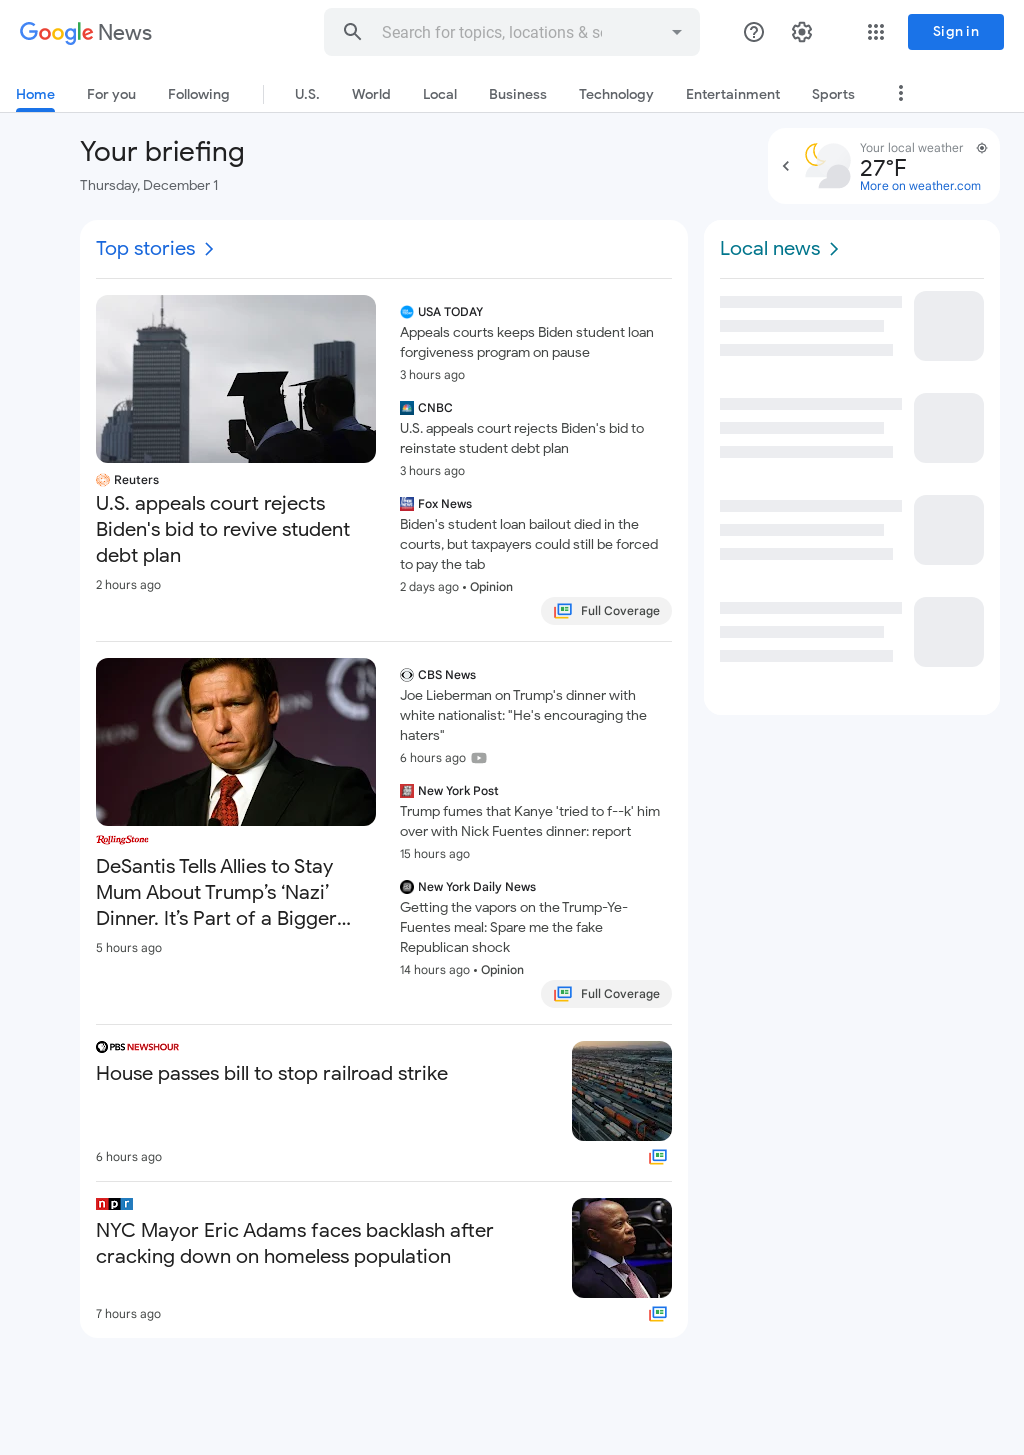 Google News
Search for topics, locations & so
Sign in
Home
For you
Following
U.S.
World
Local
Business
Technology
Entertainment
Sports
Your briefing
Thursday, December 1
Your local weather
27°F
More on weather.com
Top stories
Reuters
U.S. appeals court rejects
Biden's bid to revive student
debt plan
2 hours ago
USA TODAY
Appeals courts keeps Biden student loan
forgiveness program on pause
3 hours ago
CNBC
U.S. appeals court rejects Biden's bid to
reinstate student debt plan
3 hours ago
Fox News
Biden's student loan bailout died in the
courts, but taxpayers could still be forced
to pay the tab
2 days ago • Opinion
Full Coverage
RollingStone
DeSantis Tells Allies to Stay
Mum About Trump’s ‘Nazi’
Dinner. It’s Part of a Bigger...
5 hours ago
CBS News
Joe Lieberman on Trump's dinner with
white nationalist: "He's encouraging the
haters"
6 hours ago
New York Post
Trump fumes that Kanye 'tried to f--k' him
over with Nick Fuentes dinner: report
15 hours ago
New York Daily News
Getting the vapors on the Trump-Ye-
Fuentes meal: Spare me the fake
Republican shock
14 hours ago • Opinion
Full Coverage
PBS NEWSHOUR
House passes bill to stop railroad strike
6 hours ago
npr
NYC Mayor Eric Adams faces backlash after
cracking down on homeless population
7 hours ago
Local news